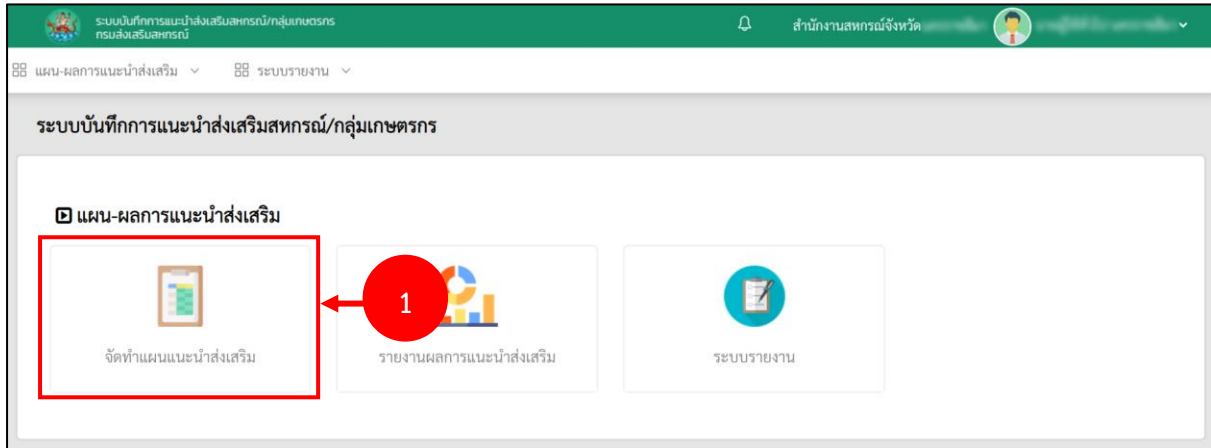 ระบบบันทึกการแนะนำส่งเสริมสหกรณ์/กลุ่มเกษตรกร
กรมส่งเสริมสหกรณ์
สำนักงานสหกรณ์จังหวัด
แผน-ผลการแนะนำส่งเสริม
ระบบรายงาน
ระบบบันทึกการแนะนำส่งเสริมสหกรณ์/กลุ่มเกษตรกร
แผน-ผลการแนะนำส่งเสริม
1
จัดทำแผนแนะนำส่งเสริม
รายงานผลการแนะนำส่งเสริม
ระบบรายงาน